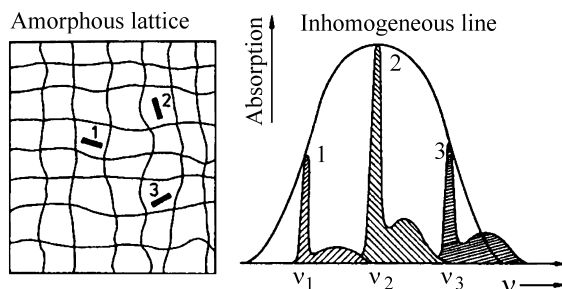 Amorphous lattice
Inhomogeneous line
Absorption
1
2
3
1
2
3
ν1
ν2
ν3
ν